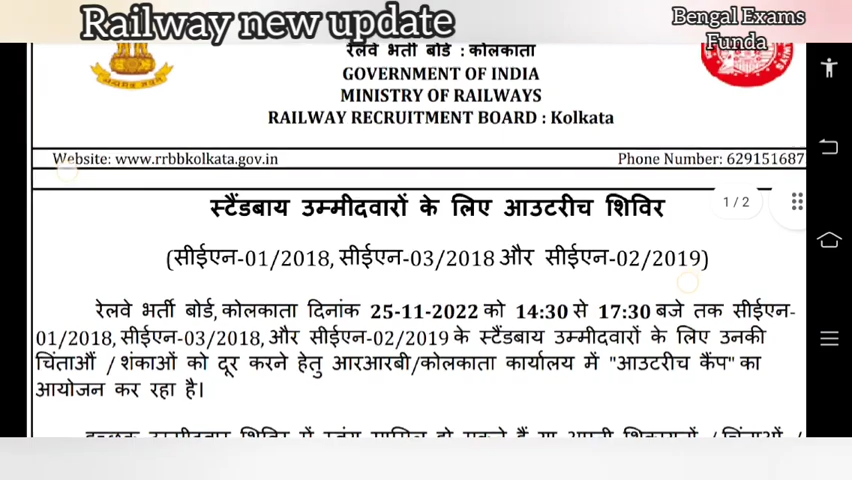 Railway new update
Bengal Exams
Funda
रेलवे भर्ती बोर्ड : कोलकाता
GOVERNMENT OF INDIA
MINISTRY OF RAILWAYS
RAILWAY RECRUITMENT BOARD : Kolkata
Website: www.rrbbkolkata.gov.in
Phone Number: 629151687
स्टैंडबाय उम्मीदवारों के लिए आउटरीच शिविर
1 / 2
(सीईएन-01/2018, सीईएन-03/2018 और सीईएन-02/2019)
रेलवे भर्ती बोर्ड, कोलकाता दिनांक 25-11-2022 को 14:30 से 17:30 बजे तक सीईएन-
01/2018, सीईएन-03/2018, और सीईएन-02/2019 के स्टैंडबाय उम्मीदवारों के लिए उनकी
चिंताऔं / शंकाओं को दूर करने हेतु आरआरबी/कोलकाता कार्यालय में "आउटरीच कैंप" का
आयोजन कर रहा है।